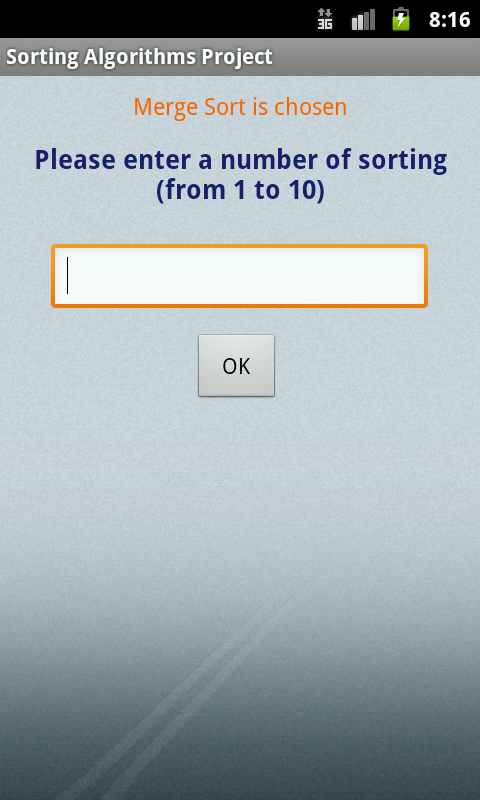 3G 8:16
Sorting Algorithms Project
Merge Sort is chosen
Please enter a number of sorting
(from 1 to 10)
OK